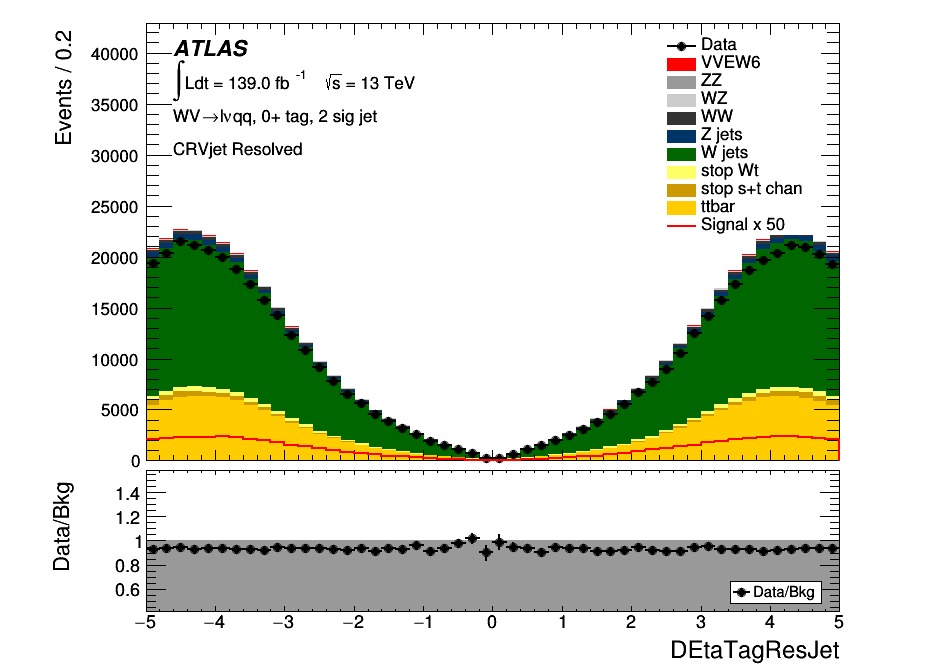 ATLAS
∫Ldt = 139.0 fb⁻¹ √s = 13 TeV
WV→lνqq, 0+ tag, 2 sig jet
CRVjet Resolved
Data
VVEW6
ZZ
WZ
WW
Z jets
W jets
stop Wt
stop s+t chan
ttbar
Signal x 50
Events / 0.2
40000
35000
30000
25000
20000
15000
10000
5000
0
Data/Bkg
1.4
1.2
1
0.8
0.6
Data/Bkg
−5 −4 −3 −2 −1 0 1 2 3 4 5
DEtaTagResJet